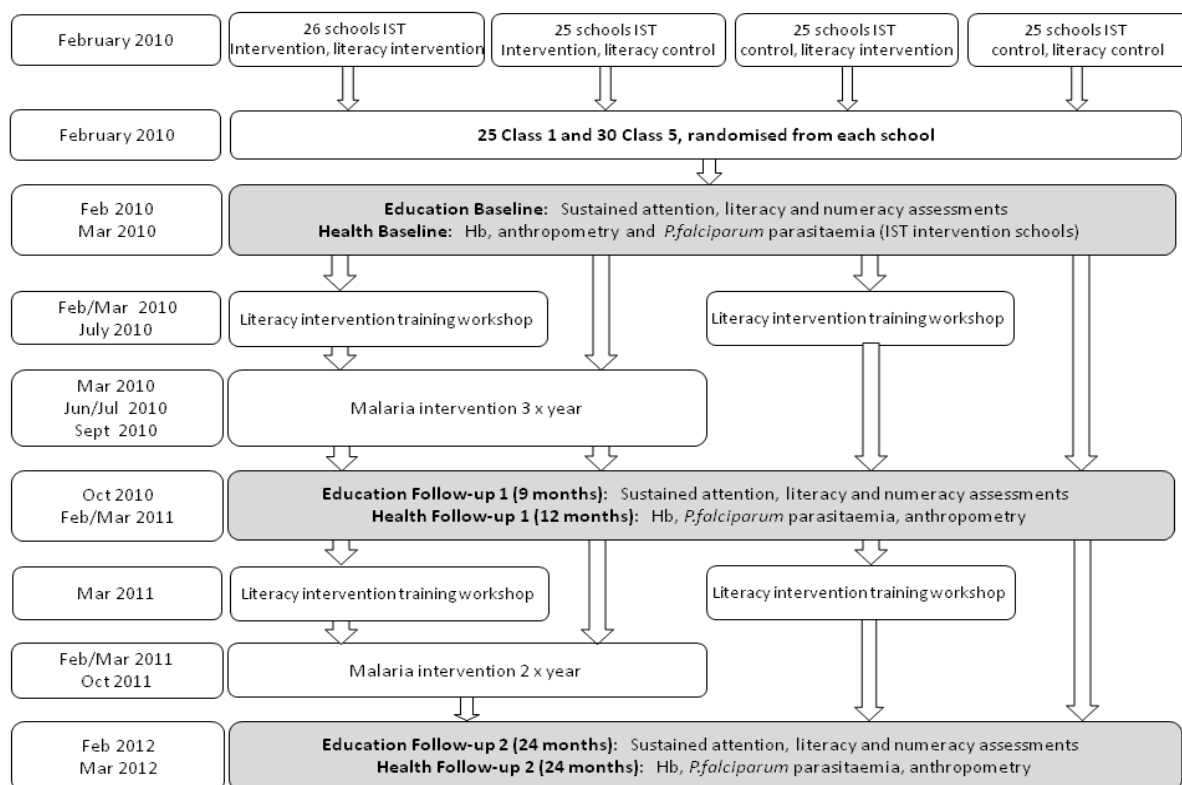 February 2010
26 schools IST
Intervention, literacy intervention
25 schools IST
Intervention, literacy control
25 schools IST
control, literacy intervention
25 schools IST
control, literacy control
February 2010
25 Class 1 and 30 Class 5, randomised from each school
Feb 2010
Mar 2010
Education Baseline: Sustained attention, literacy and numeracy assessments
Health Baseline: Hb, anthropometry and P.falciparum parasitaemia (IST intervention schools)
Feb/Mar 2010
July 2010
Literacy intervention training workshop
Literacy intervention training workshop
Mar 2010
Jun/Jul 2010
Sept 2010
Malaria intervention 3 x year
Oct 2010
Feb/Mar 2011
Education Follow-up 1 (9 months): Sustained attention, literacy and numeracy assessments
Health Follow-up 1 (12 months): Hb, P.falciparum parasitaemia, anthropometry
Mar 2011
Literacy intervention training workshop
Literacy intervention training workshop
Feb/Mar 2011
Oct 2011
Malaria intervention 2 x year
Feb 2012
Mar 2012
Education Follow-up 2 (24 months): Sustained attention, literacy and numeracy assessments
Health Follow-up 2 (24 months): Hb, P.falciparum parasitaemia, anthropometry